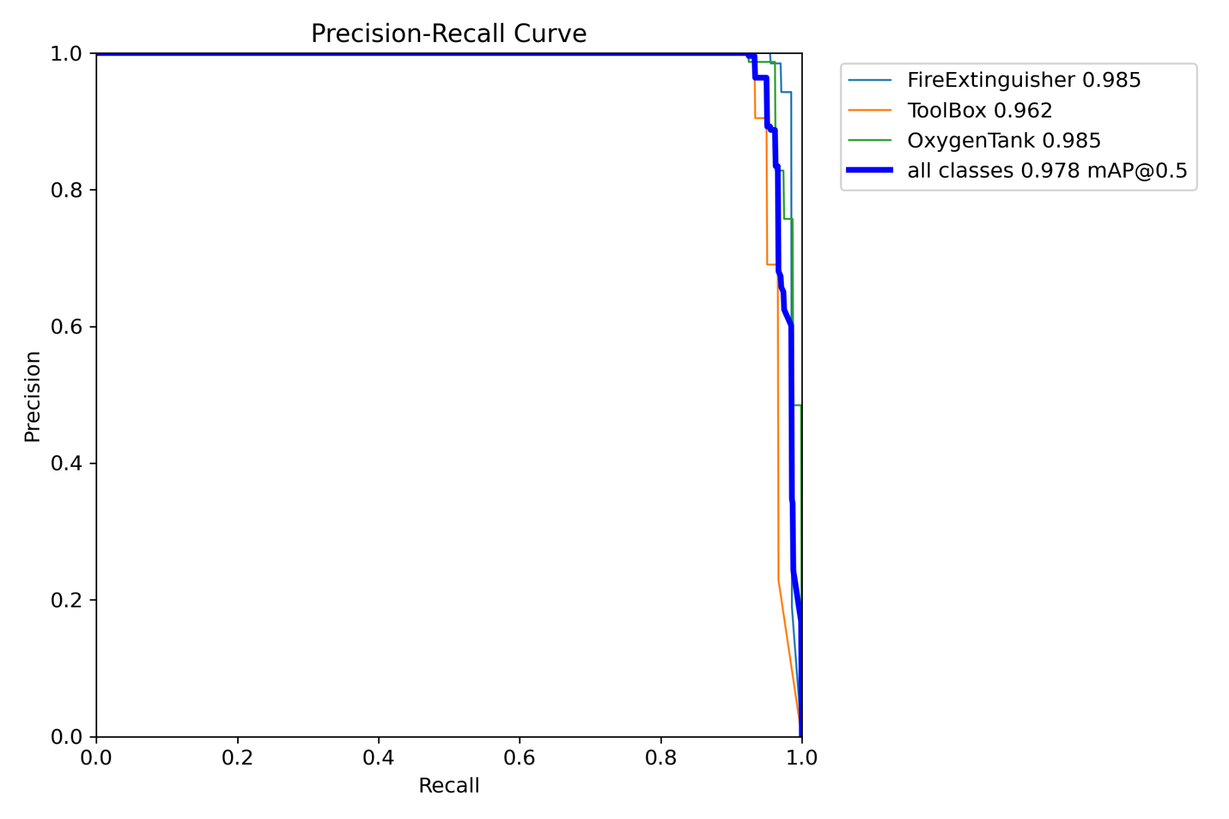 Precision-Recall Curve
1.0
0.8
0.6
0.4
0.2
0.0
Precision
0.0 0.2 0.4 0.6 0.8 1.0
Recall
FireExtinguisher 0.985
ToolBox 0.962
OxygenTank 0.985
all classes 0.978 mAP@0.5